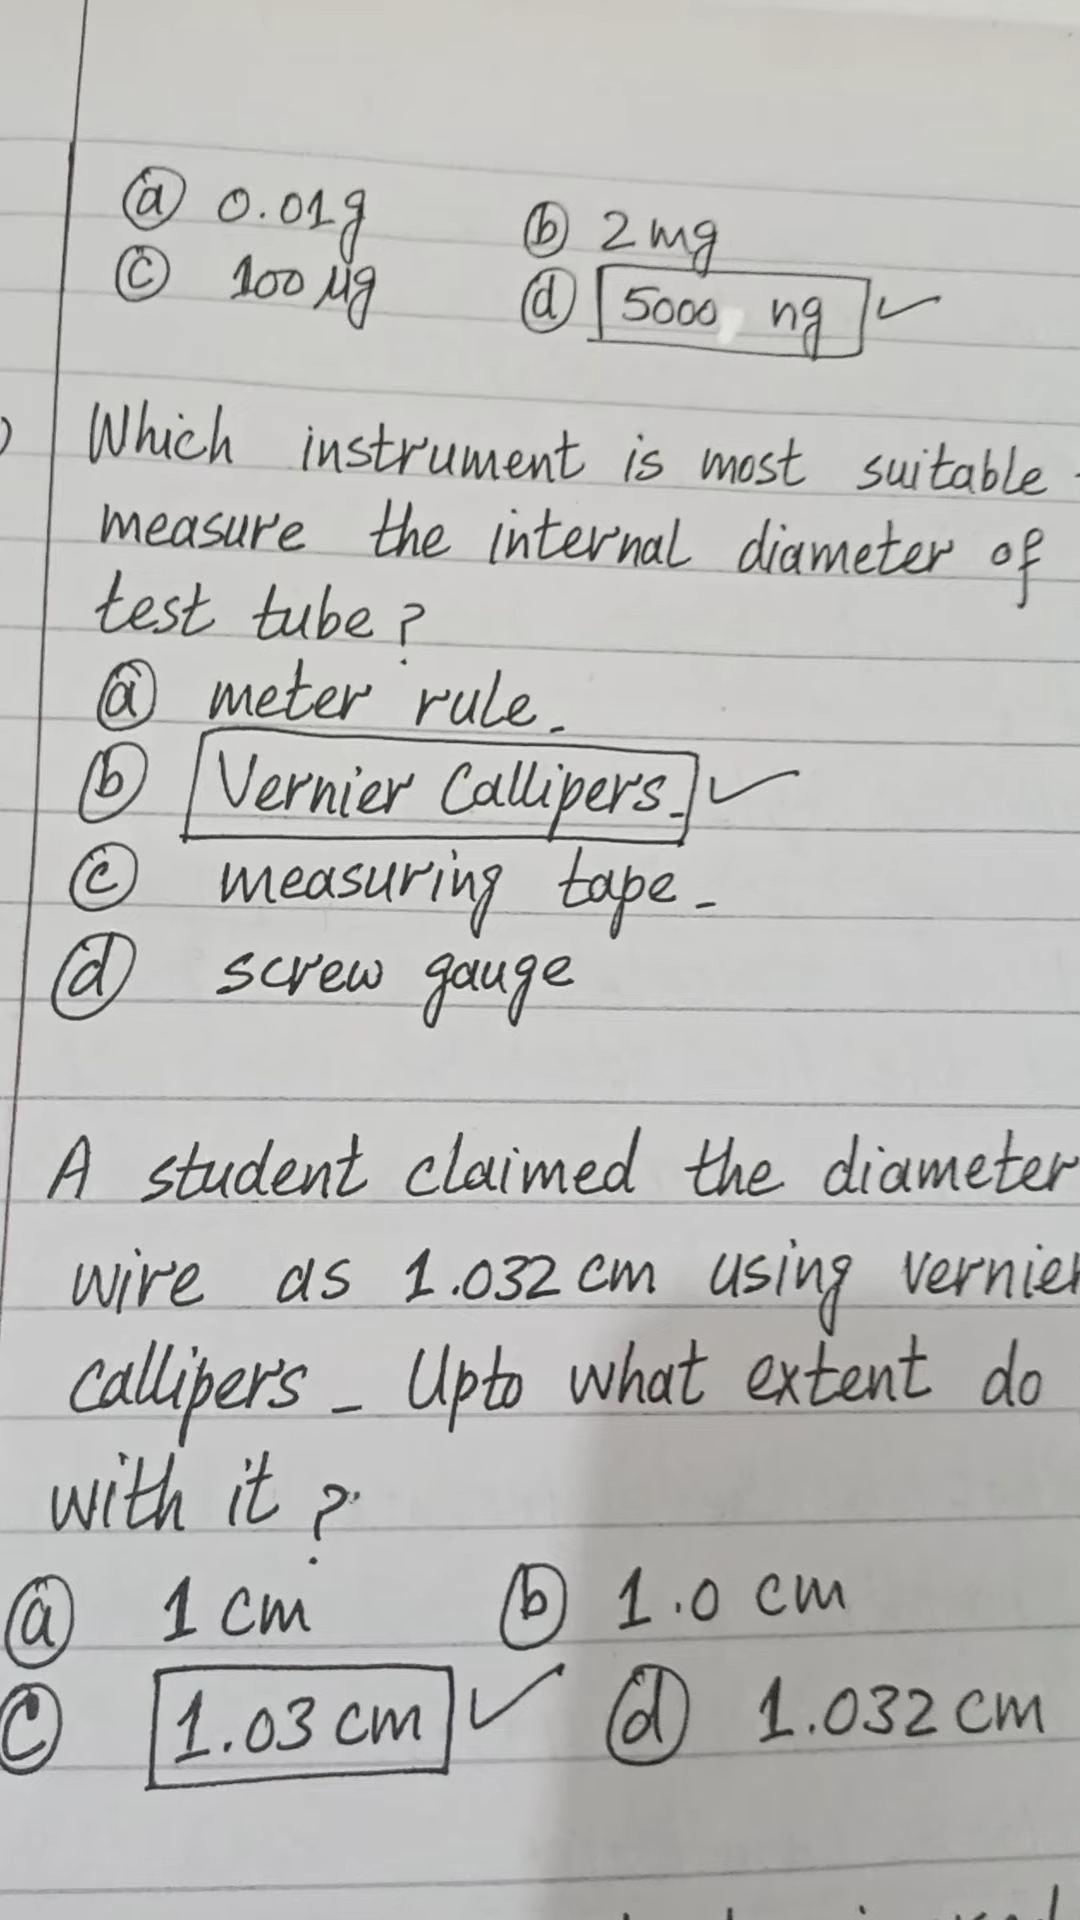 ⓐ 0.01g ⓑ 2mg
ⓒ 100 μg ⓓ 5000 ng ✓
Which instrument is most suitable
measure the internal diameter of
test tube?
ⓐ meter rule.
ⓑ Vernier Callipers. ✓
ⓒ measuring tape.
ⓓ screw gauge
A student claimed the diameter
wire as 1.032 cm using vernier
callipers. Upto what extent do
with it?
ⓐ 1 cm ⓑ 1.0 cm
ⓒ 1.03 cm ✓ ⓓ 1.032 cm